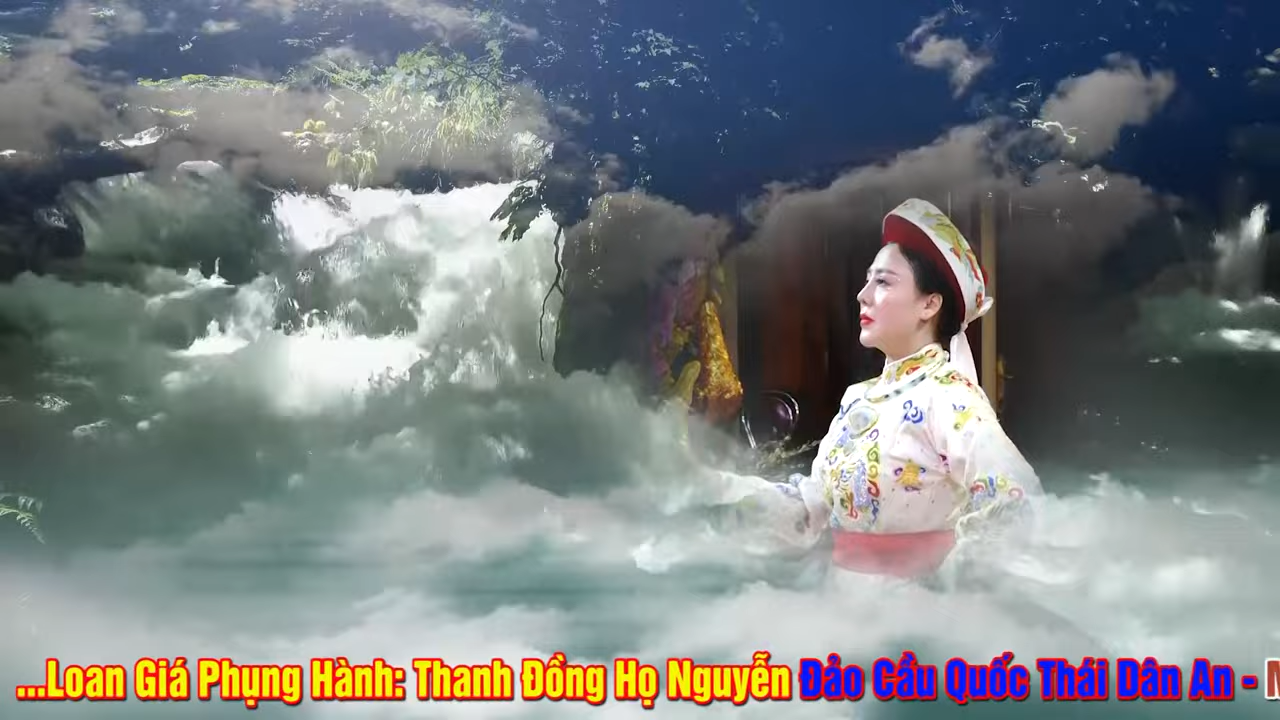 ...Loan Giá Phụng Hành: Thanh Đồng Họ Nguyễn Đảo Cầu Quốc Thái Dân An -